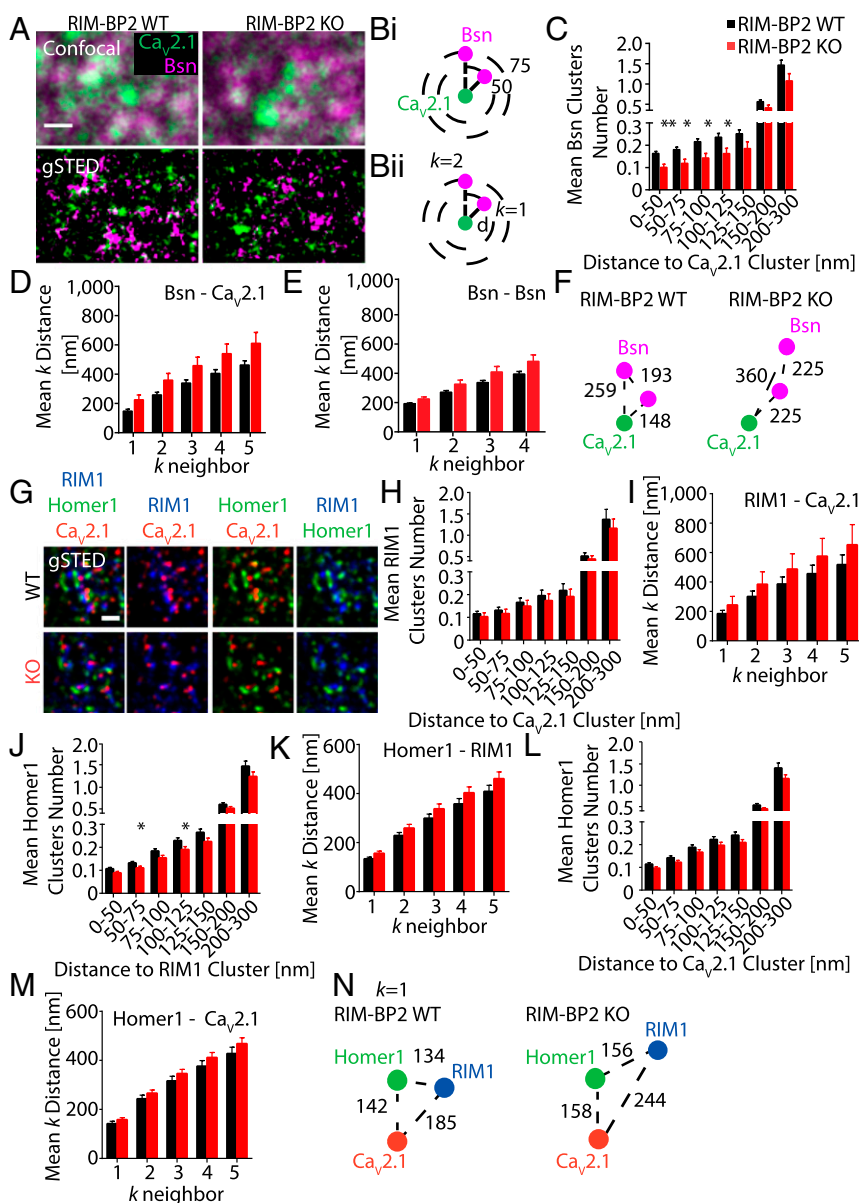 A
RIM-BP2 WT
RIM-BP2 KO
Confocal
CaV2.1
Bsn
gSTED
Bi
Bsn
75
50
CaV2.1
Bii
k=2
k=1
d
C
RIM-BP2 WT
RIM-BP2 KO
Mean Bsn Clusters
Number
2.0
1.5
1.0
0.5
0.3
0.2
0.1
0
** * * *
0-50
50-75
75-100
100-125
125-150
150-200
200-300
Distance to CaV2.1 Cluster [nm]
D
Bsn - CaV2.1
Mean k Distance
[nm]
1,000
800
600
400
200
0
1 2 3 4 5
k neighbor
E
Bsn - Bsn
Mean k Distance
[nm]
1,000
800
600
400
200
0
1 2 3 4
k neighbor
F
RIM-BP2 WT
RIM-BP2 KO
Bsn
193
259
148
CaV2.1
Bsn
225
360
225
CaV2.1
G
RIM1
Homer1
CaV2.1
RIM1
CaV2.1
Homer1
CaV2.1
RIM1
Homer1
gSTED
WT
KO
H
Mean RIM1
Clusters Number
2.0
1.5
1.0
0.5
0.3
0.2
0.1
0
0-50
50-75
75-100
100-125
125-150
150-200
200-300
Distance to CaV2.1 Cluster [nm]
I
RIM1 - CaV2.1
Mean k Distance [nm]
1,000
800
600
400
200
0
1 2 3 4 5
k neighbor
J
Mean Homer1
Clusters Number
2.0
1.5
1.0
0.5
0.3
0.2
0.1
0
* *
0-50
50-75
75-100
100-125
125-150
150-200
200-300
Distance to RIM1 Cluster [nm]
K
Homer1 - RIM1
Mean k Distance [nm]
600
400
200
0
1 2 3 4 5
k neighbor
L
Mean Homer1
Clusters Number
2.0
1.5
1.0
0.5
0.3
0.2
0.1
0
0-50
50-75
75-100
100-125
125-150
150-200
200-300
Distance to CaV2.1 Cluster [nm]
M
Homer1 - CaV2.1
Mean k Distance [nm]
600
400
200
0
1 2 3 4 5
k neighbor
N
k=1
RIM-BP2 WT
RIM-BP2 KO
Homer1
134
RIM1
142
185
CaV2.1
RIM1
Homer1
156
158
244
CaV2.1